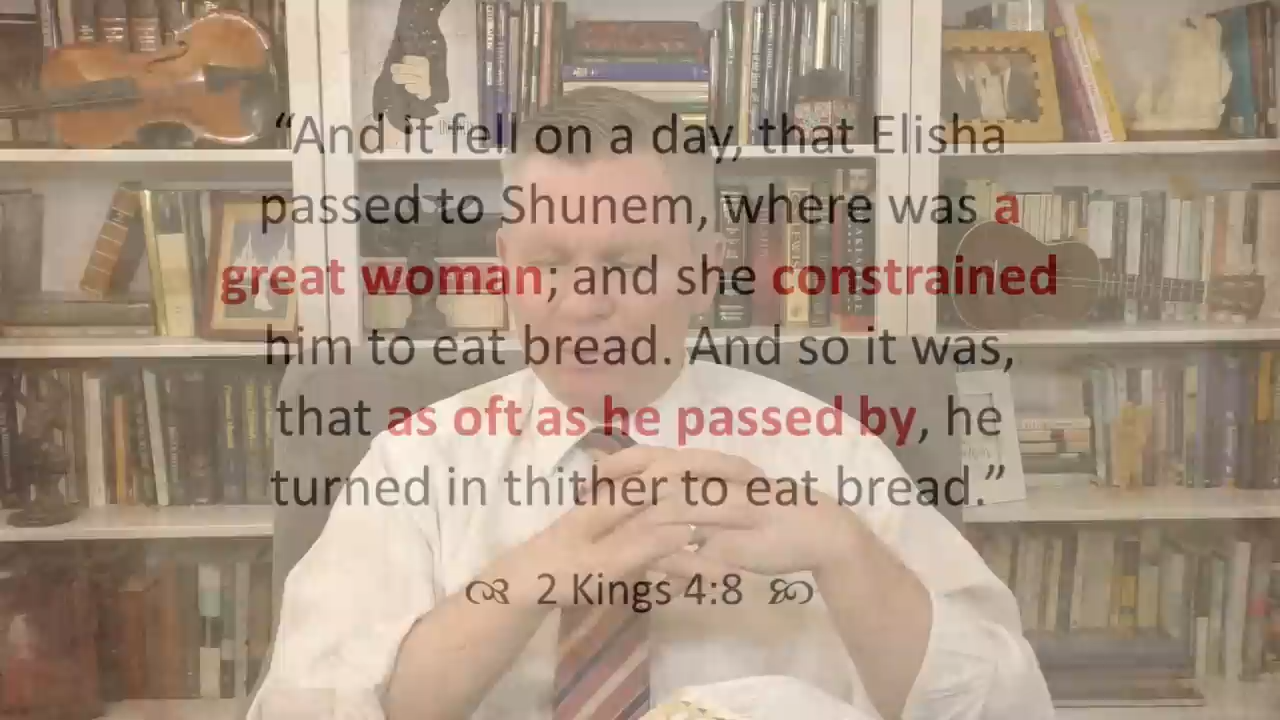 “And it fell on a day, that Elisha
passed to Shunem, where was a
great woman; and she constrained
him to eat bread. And so it was,
that as oft as he passed by, he
turned in thither to eat bread.”
2 Kings 4:8